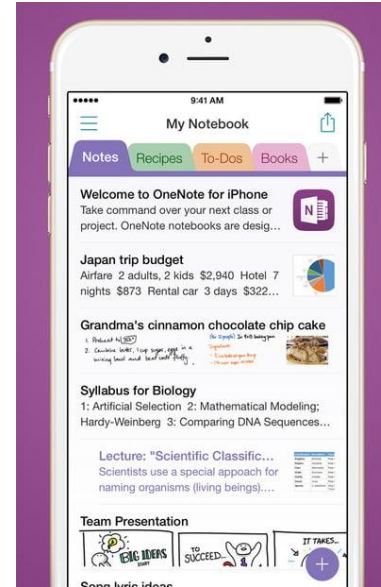 9:41 AM
My Notebook
Notes Recipes To-Dos Books +
Welcome to OneNote for iPhone
Take command over your next class or
project. OneNote notebooks are desig...
N
Japan trip budget
Airfare 2 adults, 2 kids $2,940 Hotel 7
nights $873 Rental car 3 days $322...
Grandma's cinnamon chocolate chip cake
Syllabus for Biology
1: Artificial Selection 2: Mathematical Modeling;
Hardy-Weinberg 3: Comparing DNA Sequences...
Lecture: "Scientific Classific...
Scientists use a special appoach for
naming organisms (living beings)....
Team Presentation
BIG IDEAS
TO SUCCEED...
IT TAKES...
+
Song lyric ideas